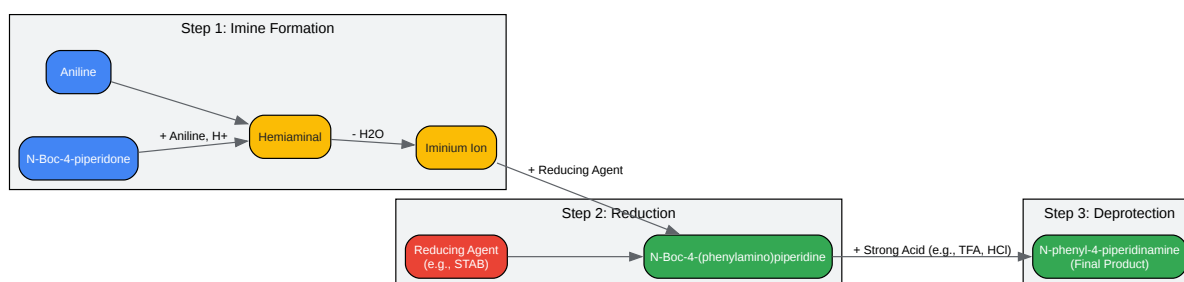 Step 1: Imine Formation
Aniline
N-Boc-4-piperidone
+ Aniline, H+
Hemiaminal
- H2O
Iminium Ion
+ Reducing Agent
Step 2: Reduction
Reducing Agent
(e.g., STAB)
N-Boc-4-(phenylamino)piperidine
+ Strong Acid (e.g., TFA, HCl)
Step 3: Deprotection
N-phenyl-4-piperidinamine
(Final Product)